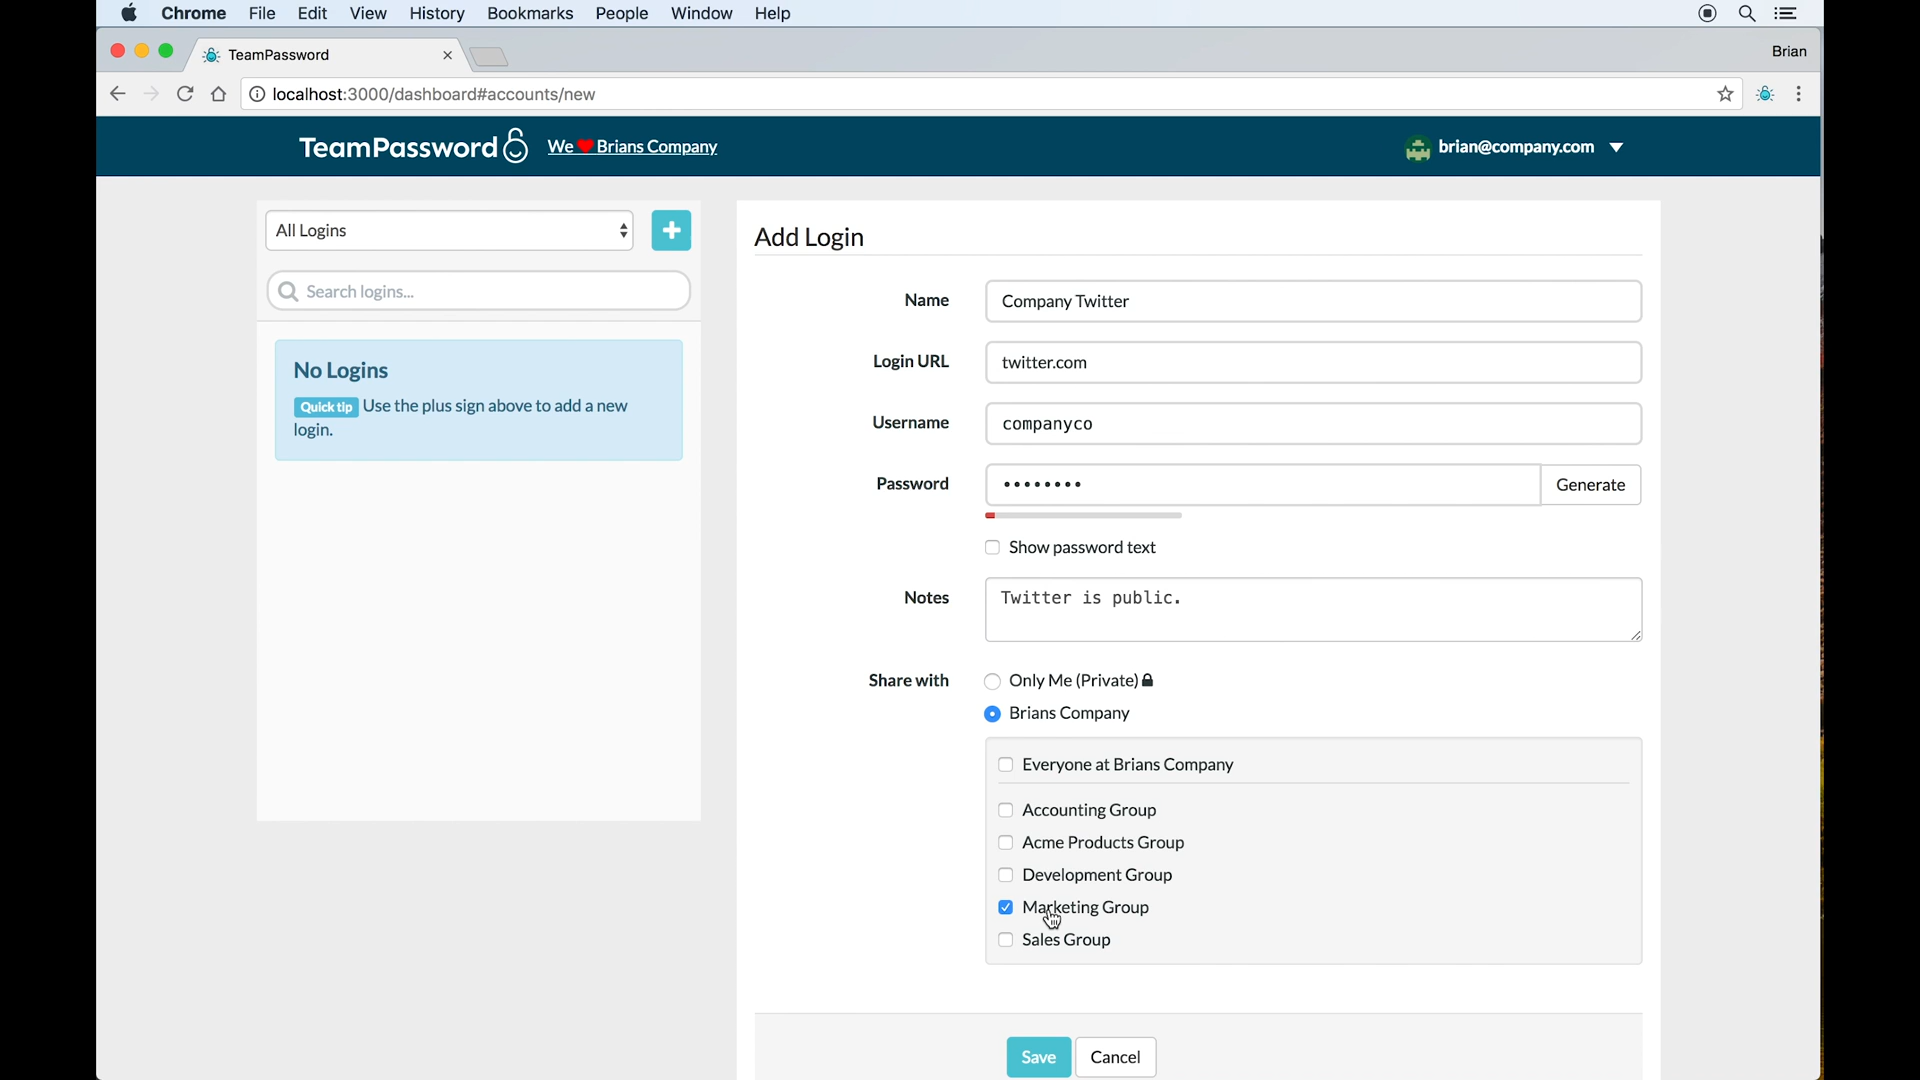 Chrome File Edit View History Bookmarks People Window Help
TeamPassword
Brian
localhost:3000/dashboard#accounts/new
TeamPassword We ❤ Brians Company
brian@company.com
All Logins
Search logins...
No Logins
Quick tip Use the plus sign above to add a new
login.
Add Login
Name Company Twitter
Login URL twitter.com
Username companyco
Password •••••••• Generate
Show password text
Notes Twitter is public.
Share with Only Me (Private)
Brians Company
Everyone at Brians Company
Accounting Group
Acme Products Group
Development Group
Marketing Group
Sales Group
Save Cancel